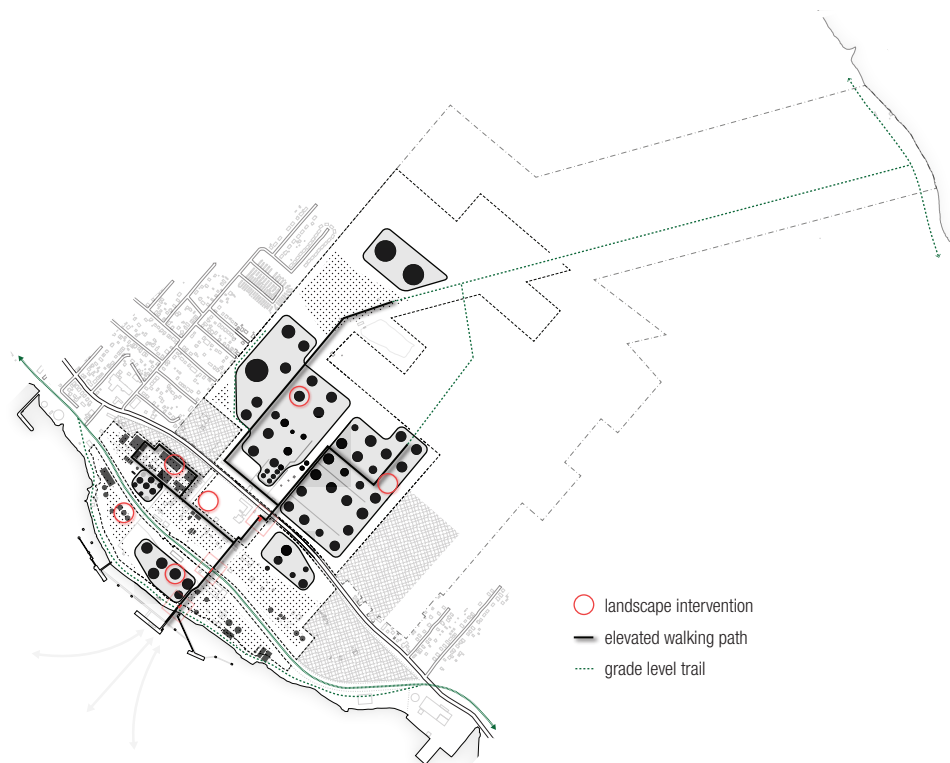 landscape intervention
elevated walking path
grade level trail